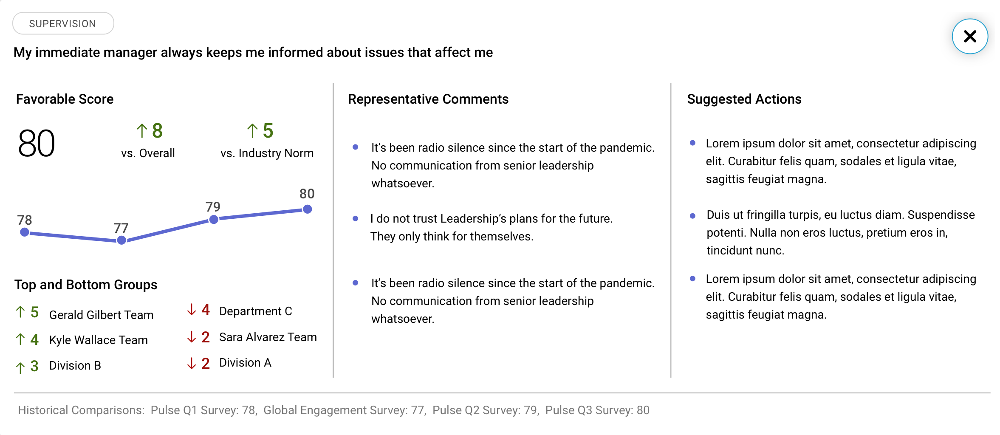 SUPERVISION
My immediate manager always keeps me informed about issues that affect me
Favorable Score
80
↑ 8
vs. Overall
↑ 5
vs. Industry Norm
78
77
79
80
Top and Bottom Groups
↑ 5 Gerald Gilbert Team
↑ 4 Kyle Wallace Team
↑ 3 Division B
↓ 4 Department C
↓ 2 Sara Alvarez Team
↓ 2 Division A
Representative Comments
It’s been radio silence since the start of the pandemic.
No communication from senior leadership
whatsoever.
I do not trust Leadership’s plans for the future.
They only think for themselves.
It’s been radio silence since the start of the pandemic.
No communication from senior leadership
whatsoever.
Suggested Actions
Lorem ipsum dolor sit amet, consectetur adipiscing
elit. Curabitur felis quam, sodales et ligula vitae,
sagittis feugiat magna.
Duis ut fringilla turpis, eu luctus diam. Suspendisse
potenti. Nulla non eros luctus, pretium eros in,
tincidunt nunc.
Lorem ipsum dolor sit amet, consectetur adipiscing
elit. Curabitur felis quam, sodales et ligula vitae,
sagittis feugiat magna.
Historical Comparisons: Pulse Q1 Survey: 78, Global Engagement Survey: 77, Pulse Q2 Survey: 79, Pulse Q3 Survey: 80